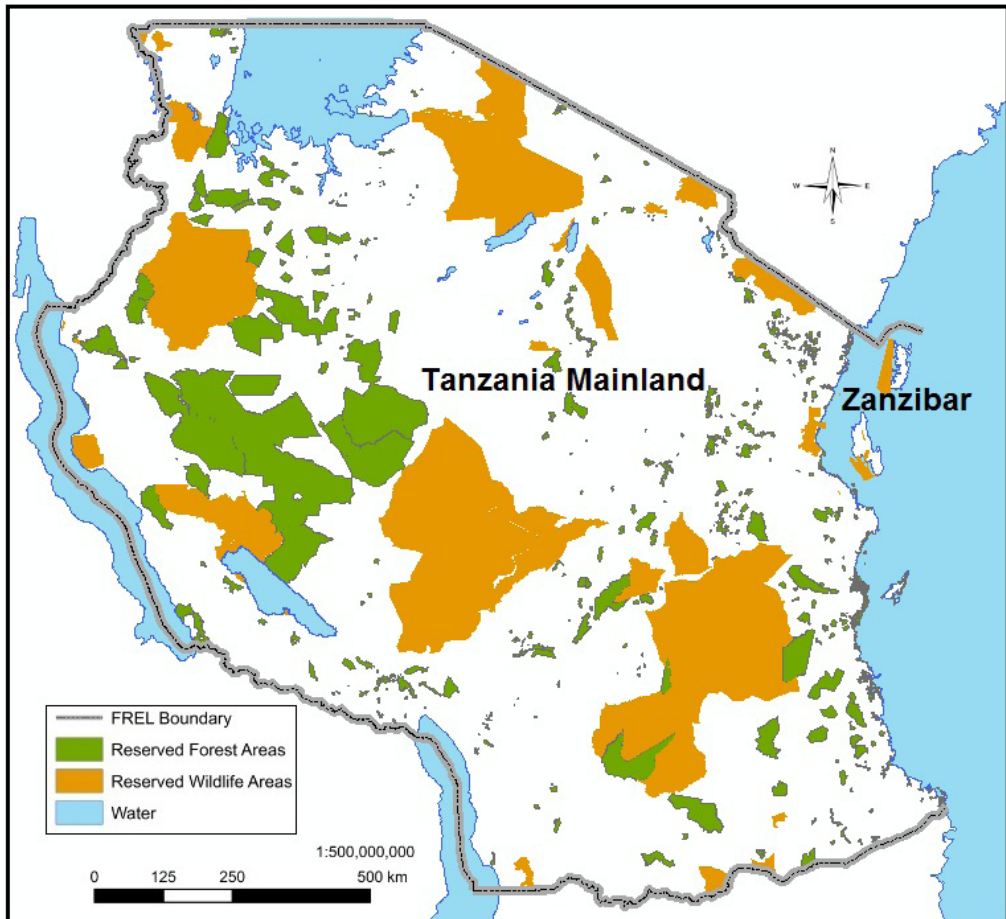 N
W E
S
Tanzania Mainland
Zanzibar
FREL Boundary
Reserved Forest Areas
Reserved Wildlife Areas
Water
1:500,000,000
0 125 250 500 km